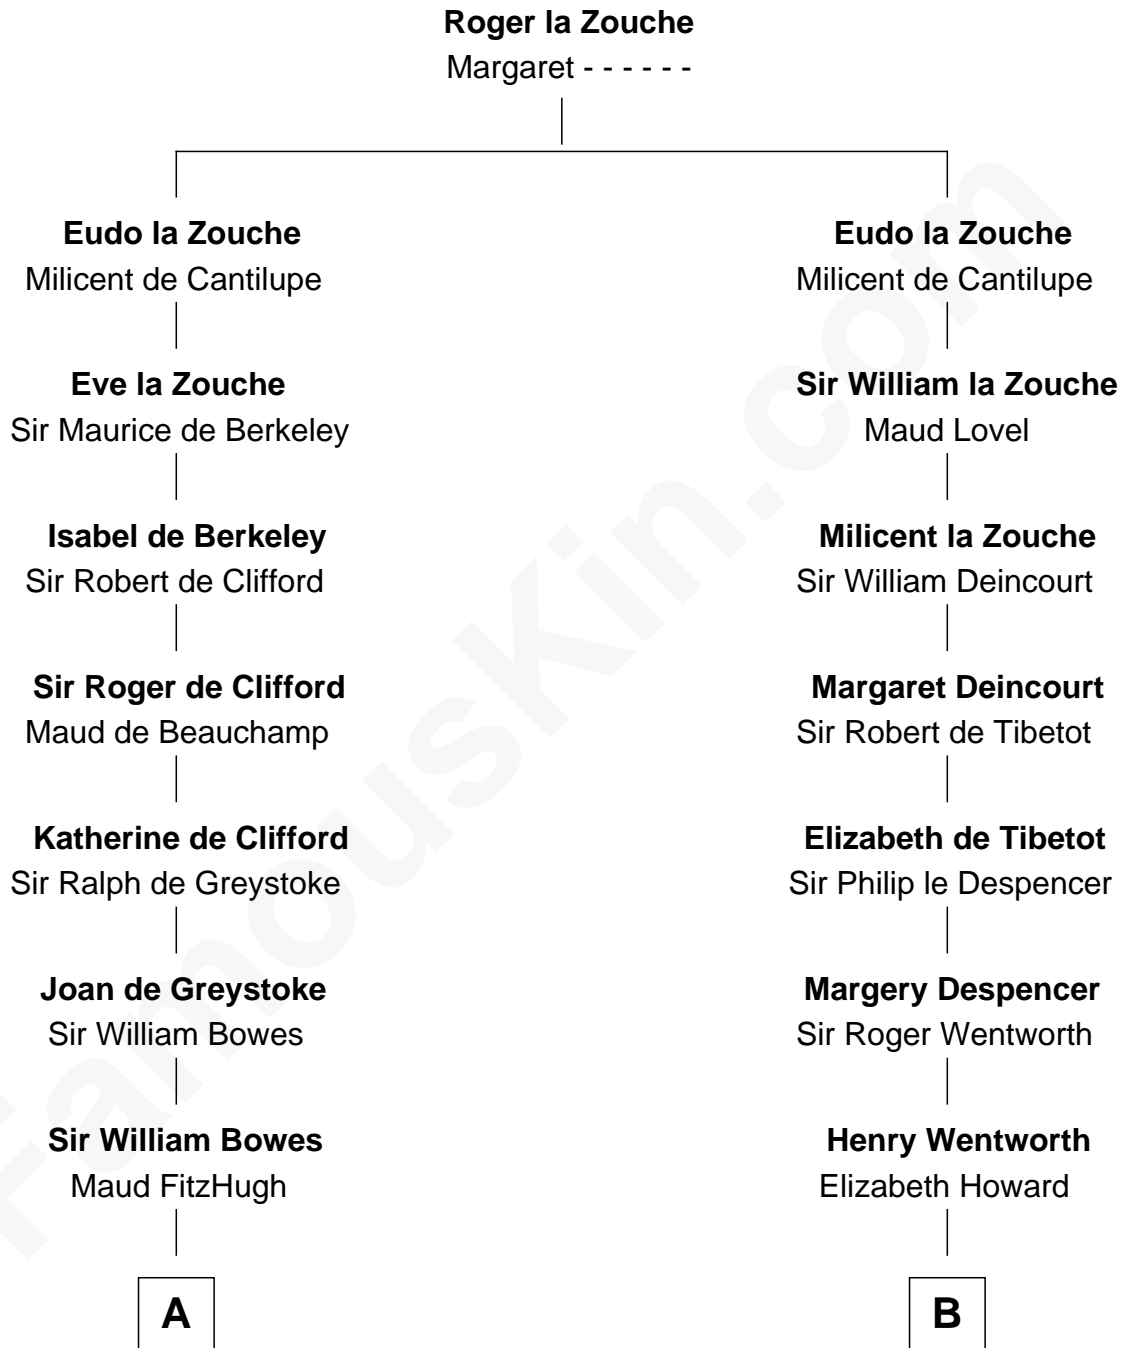 Roger la Zouche
Margaret - - - - - -
Eudo la Zouche
Milicent de Cantilupe
Eve la Zouche
Sir Maurice de Berkeley
Isabel de Berkeley
Sir Robert de Clifford
Sir Roger de Clifford
Maud de Beauchamp
Katherine de Clifford
Sir Ralph de Greystoke
Joan de Greystoke
Sir William Bowes
Sir William Bowes
Maud FitzHugh
A
Eudo la Zouche
Milicent de Cantilupe
Sir William la Zouche
Maud Lovel
Milicent la Zouche
Sir William Deincourt
Margaret Deincourt
Sir Robert de Tibetot
Elizabeth de Tibetot
Sir Philip le Despencer
Margery Despencer
Sir Roger Wentworth
Henry Wentworth
Elizabeth Howard
B
FamousKin.com